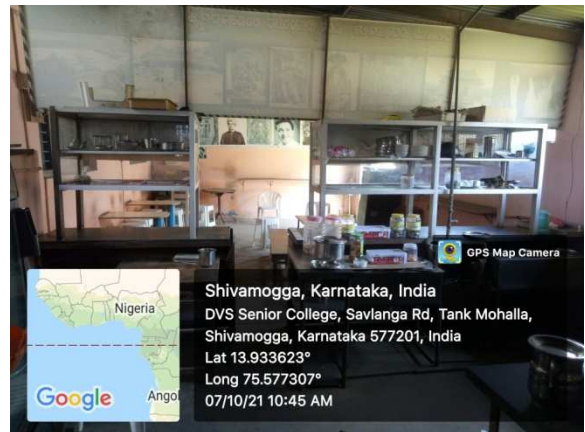 GPS Map Camera
Nigeria
Angol
Google
Shivamogga, Karnataka, India
DVS Senior College, Savlanga Rd, Tank Mohalla,
Shivamogga, Karnataka 577201, India
Lat 13.933623°
Long 75.577307°
07/10/21 10:45 AM